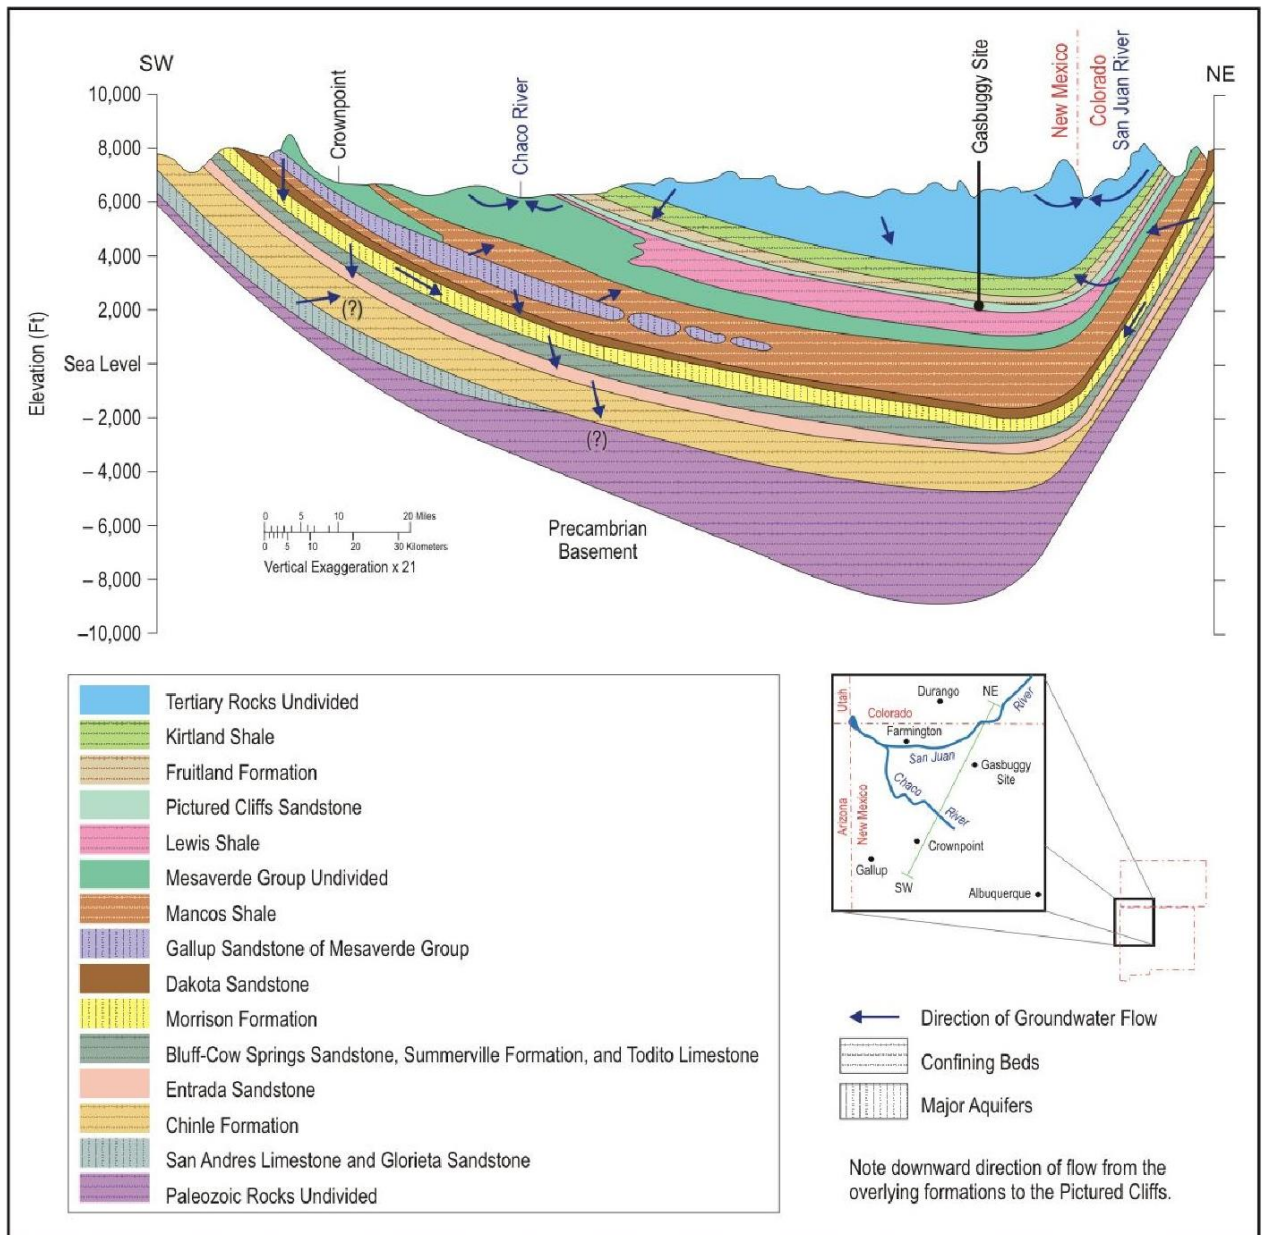 SW
NE
Crownpoint
Chaco River
Gasbuggy Site
New Mexico
Colorado
San Juan River
Elevation (Ft)
10,000
8,000
6,000
4,000
2,000
Sea Level
– 2,000
– 4,000
– 6,000
– 8,000
–10,000
(?)
(?)
0 5 10 20 Miles
0 5 10 20 30 Kilometers
Vertical Exaggeration x 21
Precambrian
Basement
Tertiary Rocks Undivided
Kirtland Shale
Fruitland Formation
Pictured Cliffs Sandstone
Lewis Shale
Mesaverde Group Undivided
Mancos Shale
Gallup Sandstone of Mesaverde Group
Dakota Sandstone
Morrison Formation
Bluff-Cow Springs Sandstone, Summerville Formation, and Todito Limestone
Entrada Sandstone
Chinle Formation
San Andres Limestone and Glorieta Sandstone
Paleozoic Rocks Undivided
Utah
Durango
NE
River
Colorado
Farmington
San Juan
Gasbuggy
Site
Chaco
River
Arizona
New Mexico
Crownpoint
Gallup
SW
Albuquerque
Direction of Groundwater Flow
Confining Beds
Major Aquifers
Note downward direction of flow from the
overlying formations to the Pictured Cliffs.